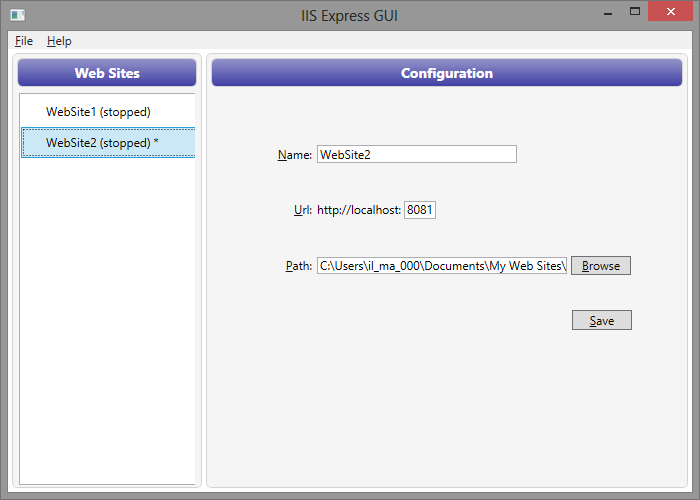 IIS Express GUI
File Help
Web Sites
WebSite1 (stopped)
WebSite2 (stopped) *
Configuration
Name: WebSite2
Url: http://localhost: 8081
Path: C:\Users\il_ma_000\Documents\My Web Sites\ Browse
Save